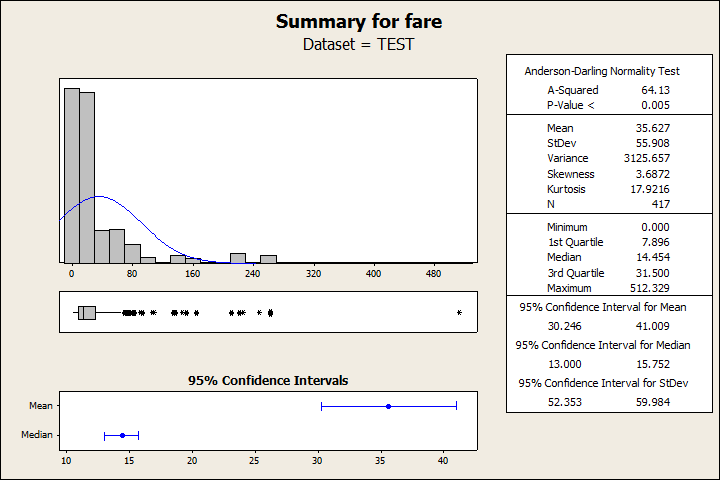 Summary for fare
Dataset = TEST
0 80 160 240 320 400 480
95% Confidence Intervals
Mean
Median
10 15 20 25 30 35 40
Anderson-Darling Normality Test
A-Squared 64.13
P-Value < 0.005
Mean 35.627
StDev 55.908
Variance 3125.657
Skewness 3.6872
Kurtosis 17.9216
N 417
Minimum 0.000
1st Quartile 7.896
Median 14.454
3rd Quartile 31.500
Maximum 512.329
95% Confidence Interval for Mean
30.246 41.009
95% Confidence Interval for Median
13.000 15.752
95% Confidence Interval for StDev
52.353 59.984